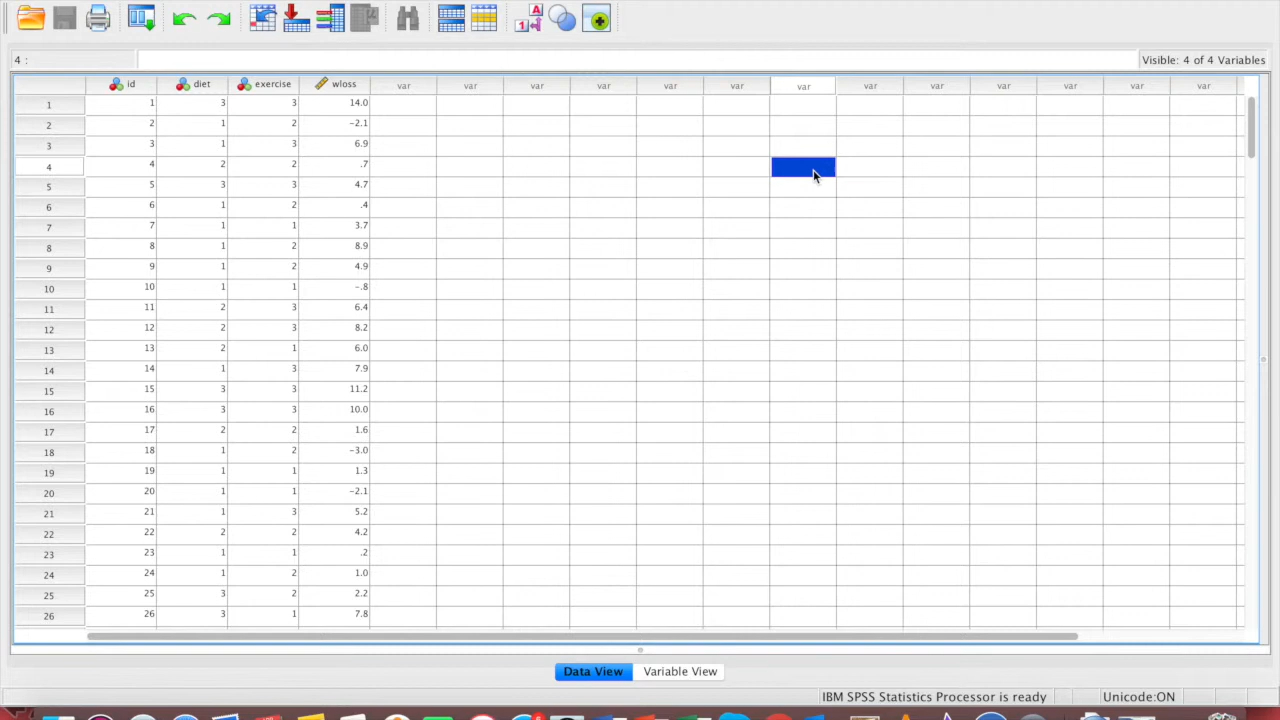 A
1
4 :
Visible: 4 of 4 Variables
id diet exercise wloss var var var var var var var var var var var var var
1 1 3 3 14.0
2 2 1 2 -2.1
3 3 1 3 6.9
4 4 2 2 .7
5 5 3 3 4.7
6 6 1 2 .4
7 7 1 1 3.7
8 8 1 2 8.9
9 9 1 2 4.9
10 10 1 1 -.8
11 11 2 3 6.4
12 12 2 3 8.2
13 13 2 1 6.0
14 14 1 3 7.9
15 15 3 3 11.2
16 16 3 3 10.0
17 17 2 2 1.6
18 18 1 2 -3.0
19 19 1 1 1.3
20 20 1 1 -2.1
21 21 1 3 5.2
22 22 2 2 4.2
23 23 1 1 .2
24 24 1 2 1.0
25 25 3 2 2.2
26 26 3 1 7.8
Data View Variable View
IBM SPSS Statistics Processor is ready Unicode:ON